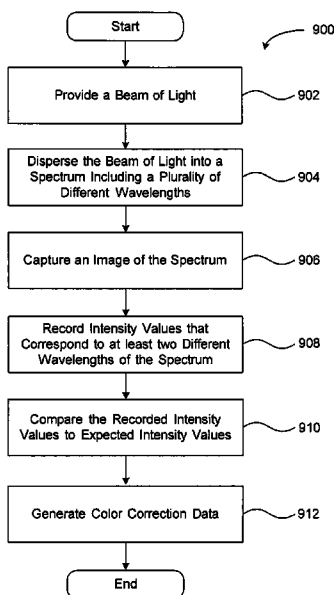 Start
900
Provide a Beam of Light
902
Disperse the Beam of Light into a
Spectrum Including a Plurality of
Different Wavelengths
904
Capture an Image of the Spectrum
906
Record Intensity Values that
Correspond to at least two Different
Wavelengths of the Spectrum
908
Compare the Recorded Intensity
Values to Expected Intensity Values
910
Generate Color Correction Data
912
End